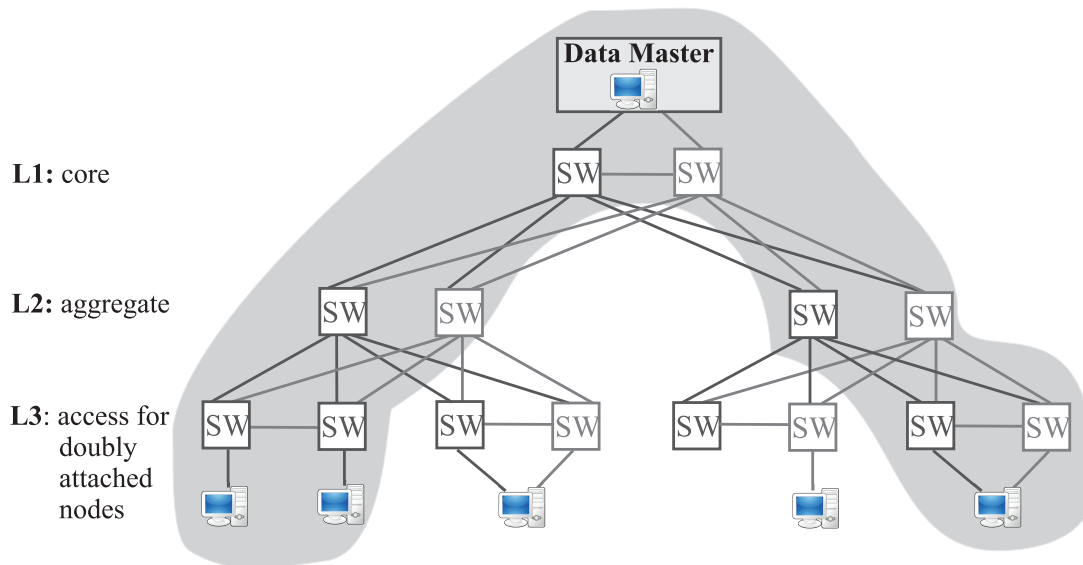 Data Master
L1: core
SW SW
L2: aggregate
SW SW SW SW
L3: access for
doubly
attached
nodes
SW SW SW SW SW SW SW SW